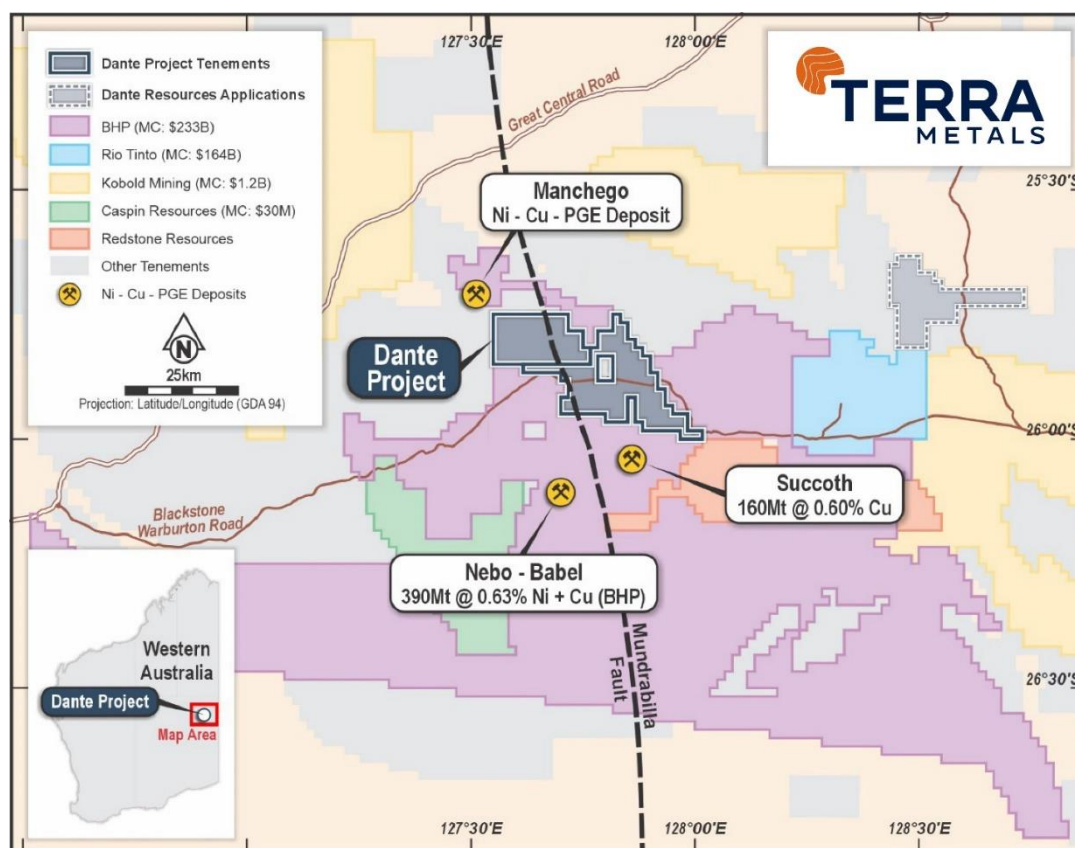 127°30'E
128°00'E
TERRA
METALS
Dante Project Tenements
Dante Resources Applications
BHP (MC: $233B)
Rio Tinto (MC: $164B)
Kobold Mining (MC: $1.2B)
Caspin Resources (MC: $30M)
Redstone Resources
Other Tenements
Ni - Cu - PGE Deposits
N
25km
Projection: Latitude/Longitude (GDA 94)
Great Central Road
25°30'S
Manchego
Ni - Cu - PGE Deposit
Dante
Project
26°00'S
Succoth
160Mt @ 0.60% Cu
Blackstone
Warburton Road
Nebo - Babel
390Mt @ 0.63% Ni + Cu (BHP)
Mundrabilla
Fault
26°30'S
Western
Australia
Dante Project
Map Area
127°30'E
128°00'E
128°30'E